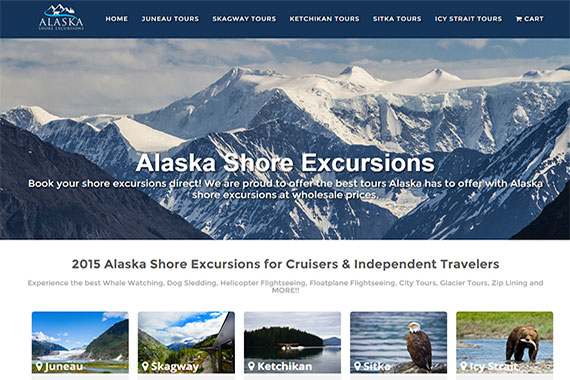 ALASKA
SHORE EXCURSIONS
HOME JUNEAU TOURS SKAGWAY TOURS KETCHIKAN TOURS SITKA TOURS ICY STRAIT TOURS CART
Alaska Shore Excursions
Book your shore excursions direct! We are proud to offer the best tours Alaska has to offer with Alaska
shore excursions at wholesale prices.
2015 Alaska Shore Excursions for Cruisers & Independent Travelers
Experience the best Whale Watching, Dog Sledding, Helicopter Flightseeing, Floatplane Flightseeing, City Tours, Glacier Tours, Zip Lining and
MORE!!
Juneau Skagway Ketchikan Sitka Icy Strait